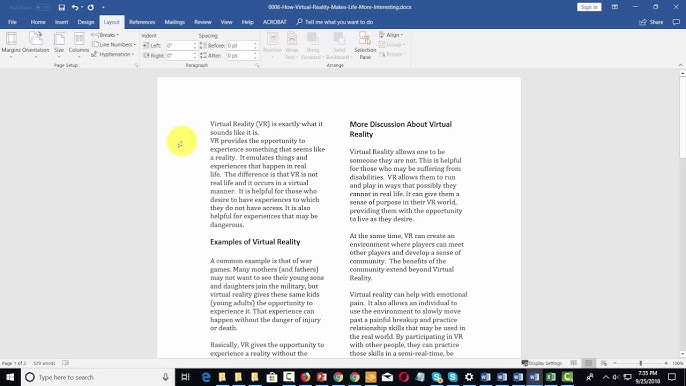 0006-How-Virtual-Reality-Makes-Life-More-Interesting.docx
Sign in
File
Home
Insert
Design
Layout
References
Mailings
Review
View
ACROBAT
Tell me what you want to do
Share
Margins
Orientation
Size
Columns
Breaks
Line Numbers
Hyphenation
Page Setup
Indent
Left: 0"
Right: 0"
Spacing
Before: 0 pt
After: 0 pt
Paragraph
Position
Wrap
Text
Bring
Forward
Send
Backward
Selection
Pane
Align
Group
Rotate
Arrange
Virtual Reality (VR) is exactly what it
sounds like it is.
VR provides the opportunity to
experience something that seems like
a reality. It emulates things and
experiences that happen in real
life. The difference is that VR is not
real life and it occurs in a virtual
manner. It is helpful for those who
desire to have experiences to which
they do not have access. It is also
helpful for experiences that may be
dangerous.
Examples of Virtual Reality
A common example is that of war
games. Many mothers (and fathers)
may not want to see their young sons
and daughters join the military, but
virtual reality gives these same kids
(young adults) the opportunity to
experience it. That experience can
happen without the danger of injury
or death.
Basically, VR gives the opportunity to
experience a reality without the
More Discussion About Virtual
Reality
Virtual Reality allows one to be
someone they are not. This is helpful
for those who may be suffering from
disabilities. VR allows them to run
and play in ways that possibly they
cannot in real life. It can give them a
sense of purpose in their VR world,
providing them with the opportunity
to live as they desire.
At the same time, VR can create an
environment where players can meet
other players and develop a sense of
community. The benefits of the
community extend beyond Virtual
Reality.
Virtual reality can help with emotional
pain. It also allows an individual to
use the environment to slowly move
past a painful breakup and practice
relationship skills that may be used in
the real world. By participating in VR
with other people, they can practice
those skills in a semi-real-time, be
Page 1 of 2
529 words
Display Settings
100%
Type here to search
7:35 PM
9/25/2018